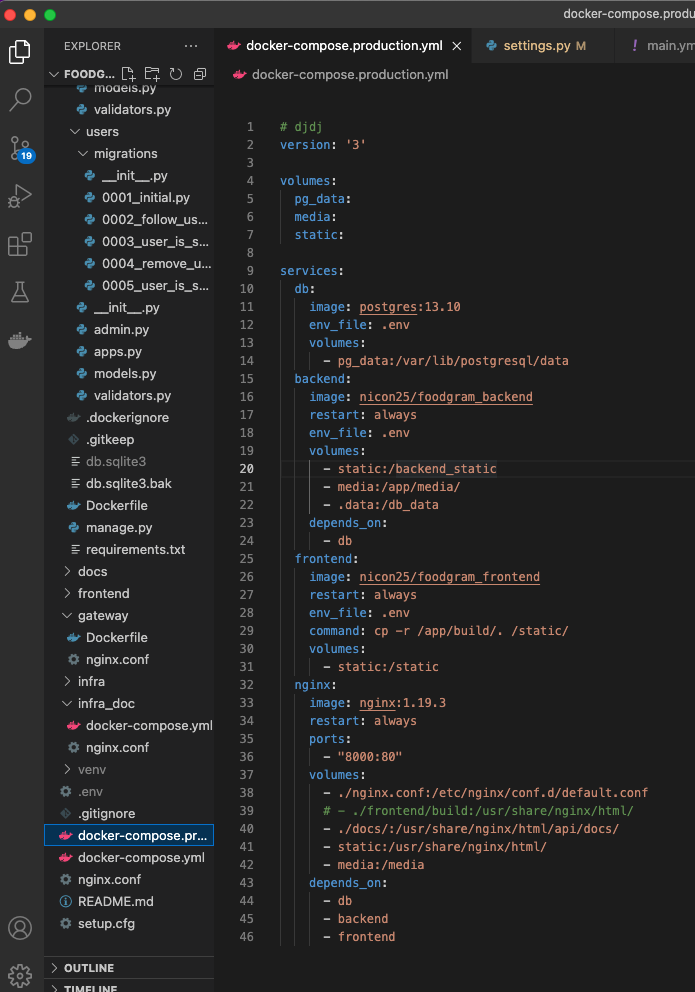 docker-compose.produ
EXPLORER
docker-compose.production.yml
settings.py M
! main.ym
FOODG...
docker-compose.production.yml
models.py
validators.py
users
migrations
__init__.py
0001_initial.py
0002_follow_us...
0003_user_is_s...
0004_remove_u...
0005_user_is_s...
__init__.py
admin.py
apps.py
models.py
validators.py
.dockerignore
.gitkeep
db.sqlite3
db.sqlite3.bak
Dockerfile
manage.py
requirements.txt
docs
frontend
gateway
Dockerfile
nginx.conf
infra
infra_doc
docker-compose.yml
nginx.conf
venv
.env
.gitignore
docker-compose.pr...
docker-compose.yml
nginx.conf
README.md
setup.cfg
OUTLINE
TIMELINE
19
1 # djdj
2 version: '3'
3
4 volumes:
5 pg_data:
6 media:
7 static:
8
9 services:
10 db:
11 image: postgres:13.10
12 env_file: .env
13 volumes:
14 - pg_data:/var/lib/postgresql/data
15 backend:
16 image: nicon25/foodgram_backend
17 restart: always
18 env_file: .env
19 volumes:
20 - static:/backend_static
21 - media:/app/media/
22 - .data:/db_data
23 depends_on:
24 - db
25 frontend:
26 image: nicon25/foodgram_frontend
27 restart: always
28 env_file: .env
29 command: cp -r /app/build/. /static/
30 volumes:
31 - static:/static
32 nginx:
33 image: nginx:1.19.3
34 restart: always
35 ports:
36 - "8000:80"
37 volumes:
38 - ./nginx.conf:/etc/nginx/conf.d/default.conf
39 # - ./frontend/build:/usr/share/nginx/html/
40 - ./docs/:/usr/share/nginx/html/api/docs/
41 - static:/usr/share/nginx/html/
42 - media:/media
43 depends_on:
44 - db
45 - backend
46 - frontend